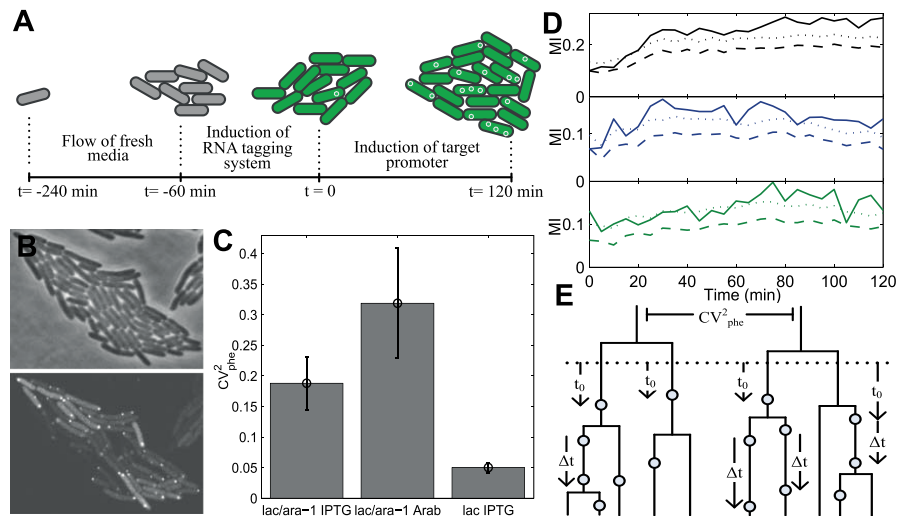 A
Flow of fresh
media
Induction of
RNA tagging
system
Induction of target
promoter
t= -240 min
t= -60 min
t = 0
t= 120 min
B
C
CV²phe
0.4
0.35
0.3
0.25
0.2
0.15
0.1
0.05
0
lac/ara−1 IPTG
lac/ara−1 Arab
lac IPTG
D
MI
0.2
0
MI
0.1
0
MI
0.1
0
0
20
40
60
80
100
120
Time (min)
E
CV²phe
t₀
t₀
t₀
t₀
Δt
Δt
Δt
Δt